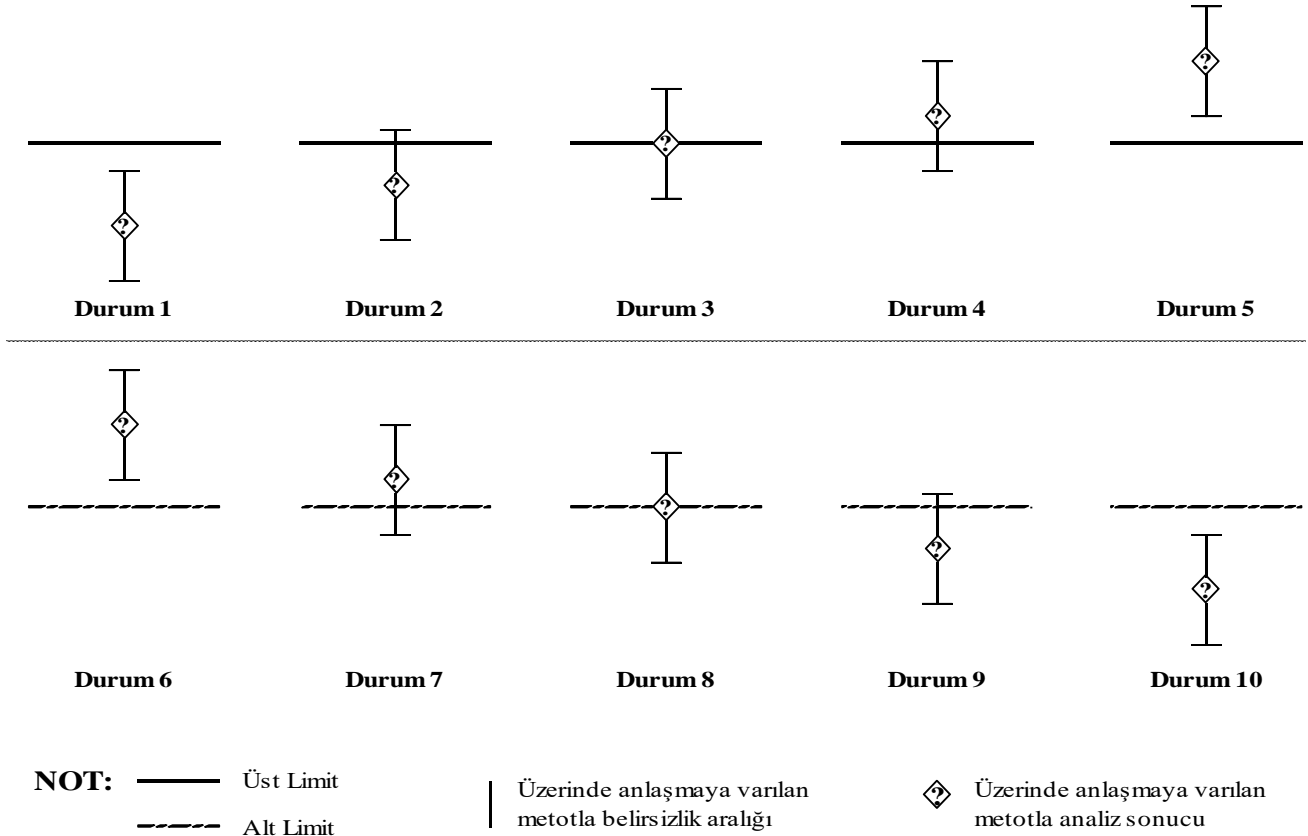 ? ? ? ? ?
Durum 1 Durum 2 Durum 3 Durum 4 Durum 5
? ? ? ? ?
Durum 6 Durum 7 Durum 8 Durum 9 Durum 10
NOT: Üst Limit
Alt Limit
Üzerinde anlaşmaya varılan
metotla belirsizlik aralığı
? Üzerinde anlaşmaya varılan
metotla analiz sonucu